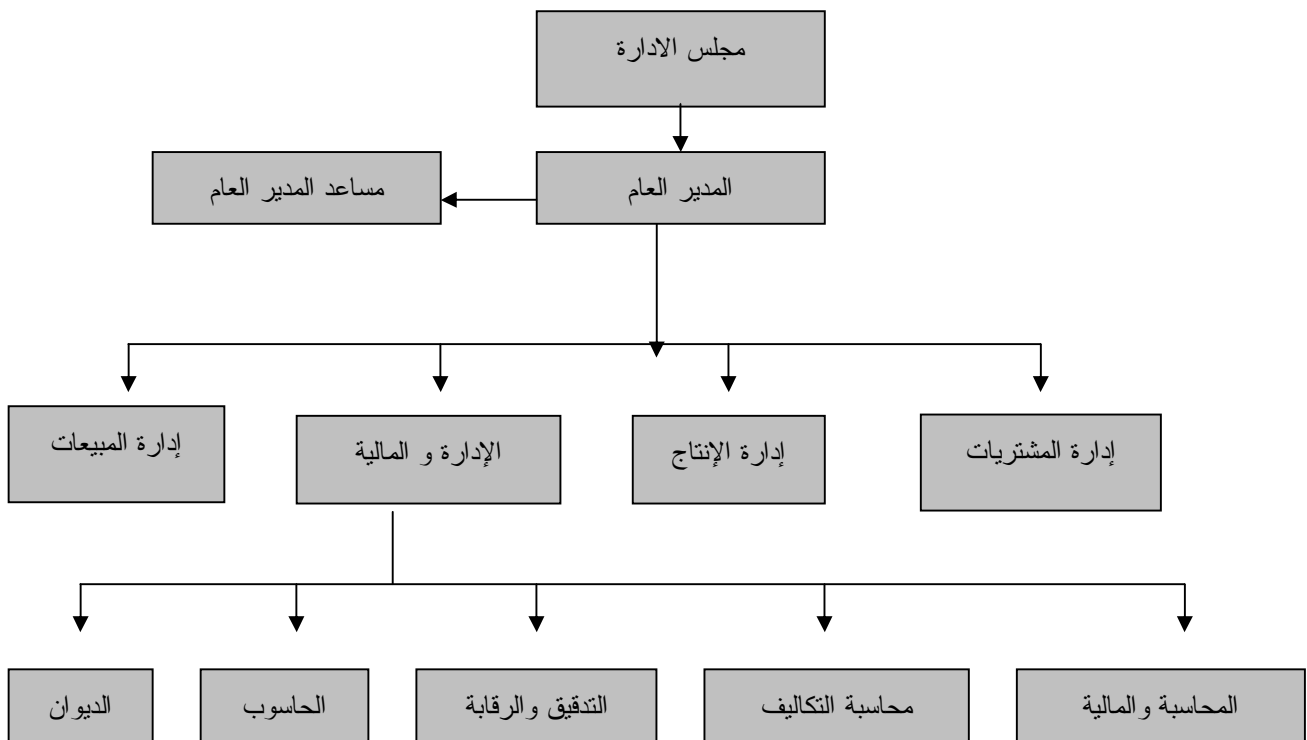 مجلس الادارة
المدير العام
مساعد المدير العام
إدارة المشتريات
إدارة الإنتاج
الإدارة و المالية
إدارة المبيعات
المحاسبة والمالية
محاسبة التكاليف
التدقيق والرقابة
الحاسوب
الديوان